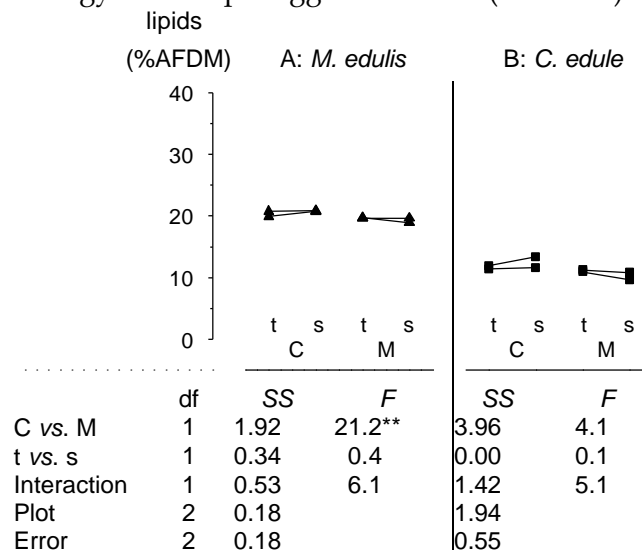 lipids
(%AFDM) A: M. edulis B: C. edule
40
30
20
10
0
t s t s t s t s
C M C M
df SS F SS F
C vs. M 1 1.92 21.2** 3.96 4.1
t vs. s 1 0.34 0.4 0.00 0.1
Interaction 1 0.53 6.1 1.42 5.1
Plot 2 0.18 1.94
Error 2 0.18 0.55